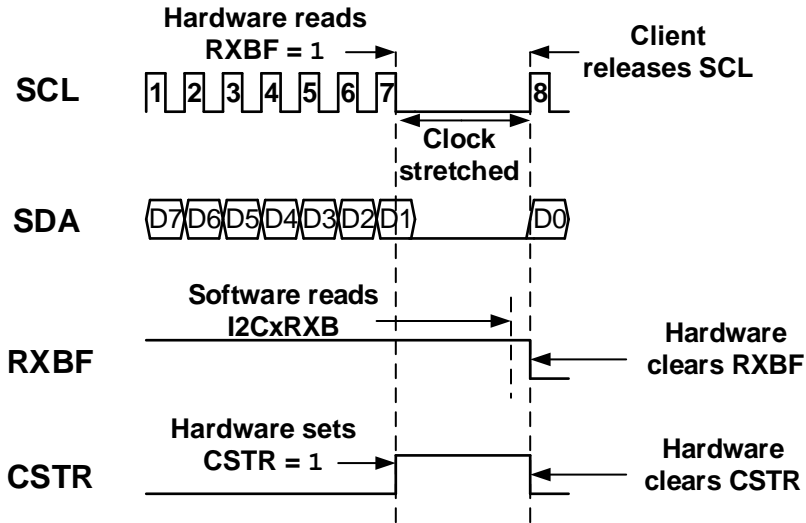 Hardware reads
RXBF = 1
Client
releases SCL
SCL
1 2 3 4 5 6 7 8
Clock
stretched
SDA
D7 D6 D5 D4 D3 D2 D1 D0
Software reads
I2CxRXB
RXBF
Hardware
clears RXBF
Hardware sets
CSTR = 1
CSTR
Hardware
clears CSTR